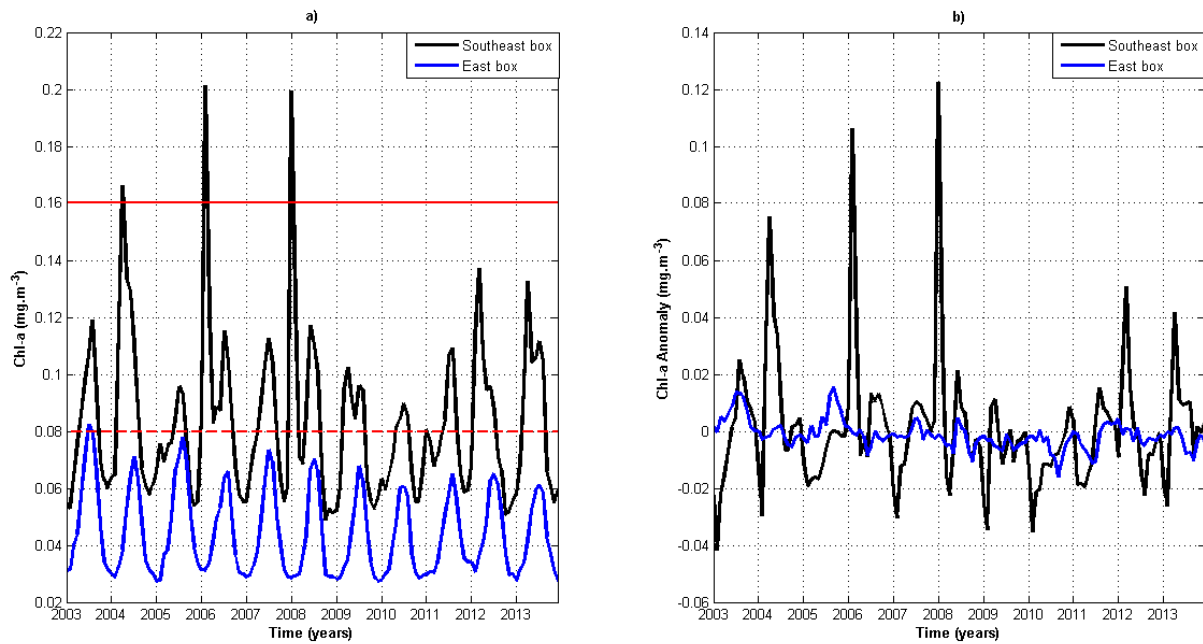 a)
Chl-a (mg.m⁻³)
0.22
0.2
0.18
0.16
0.14
0.12
0.1
0.08
0.06
0.04
0.02
Southeast box
East box
2003 2004 2005 2006 2007 2008 2009 2010 2011 2012 2013
Time (years)
b)
Chl-a Anomaly (mg.m⁻³)
0.14
0.12
0.1
0.08
0.06
0.04
0.02
0
-0.02
-0.04
-0.06
Southeast box
East box
2003 2004 2005 2006 2007 2008 2009 2010 2011 2012 2013
Time (years)